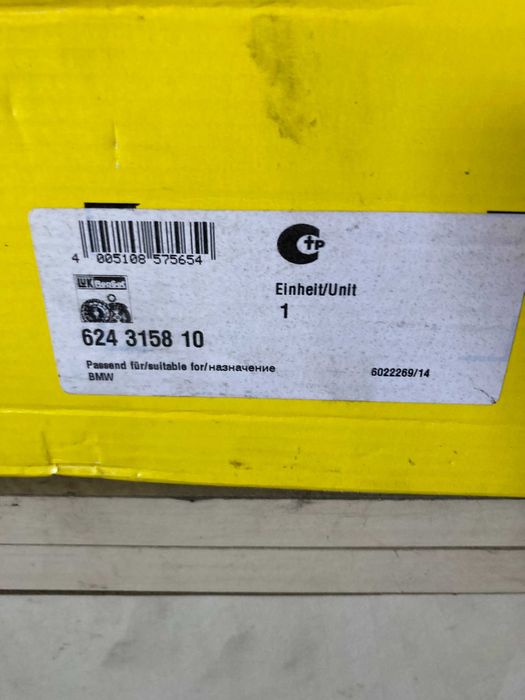 4 005108 575654
CTP
Einheit/Unit
1
LuK RepSet
624 3158 10
Passend für/suitable for/назначение
BMW
6022269/14